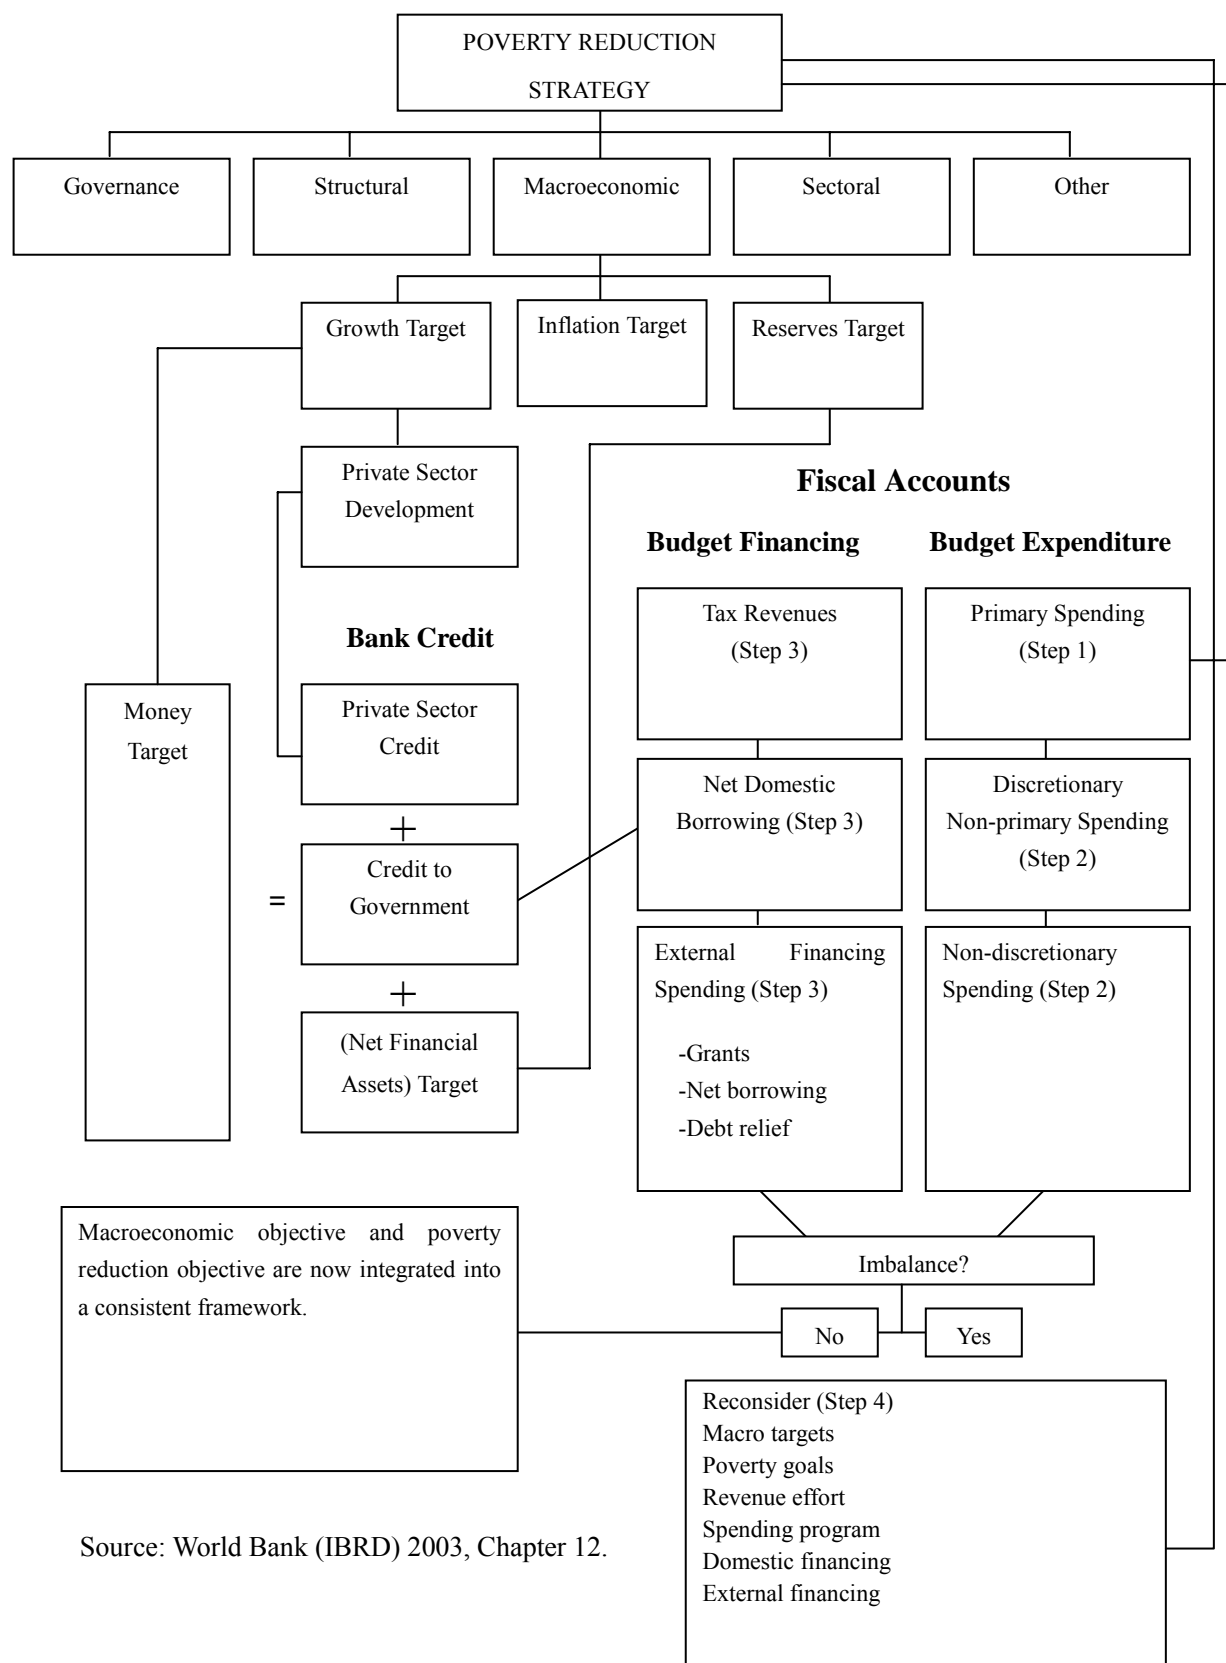 POVERTY REDUCTION
STRATEGY
Governance
Structural
Macroeconomic
Sectoral
Other
Growth Target
Inflation Target
Reserves Target
Private Sector
Development
Fiscal Accounts
Budget Financing
Budget Expenditure
Tax Revenues
(Step 3)
Primary Spending
(Step 1)
Bank Credit
Money
Target
Private Sector
Credit
Net Domestic
Borrowing (Step 3)
Discretionary
Non-primary Spending
(Step 2)
+
=
Credit to
Government
External Financing
Spending (Step 3)
-Grants
-Net borrowing
-Debt relief
Non-discretionary
Spending (Step 2)
+
(Net Financial
Assets) Target
Imbalance?
No
Yes
Macroeconomic objective and poverty
reduction objective are now integrated into
a consistent framework.
Reconsider (Step 4)
Macro targets
Poverty goals
Revenue effort
Spending program
Domestic financing
External financing
Source: World Bank (IBRD) 2003, Chapter 12.